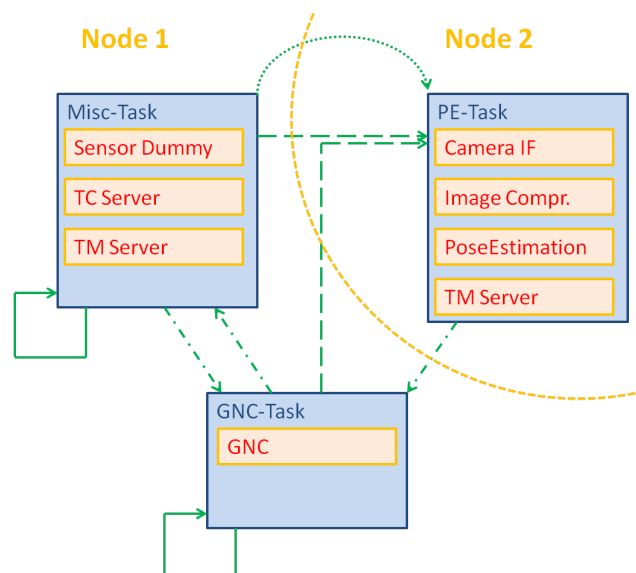 Node 1
Node 2
Misc-Task
Sensor Dummy
TC Server
TM Server
PE-Task
Camera IF
Image Compr.
PoseEstimation
TM Server
GNC-Task
GNC